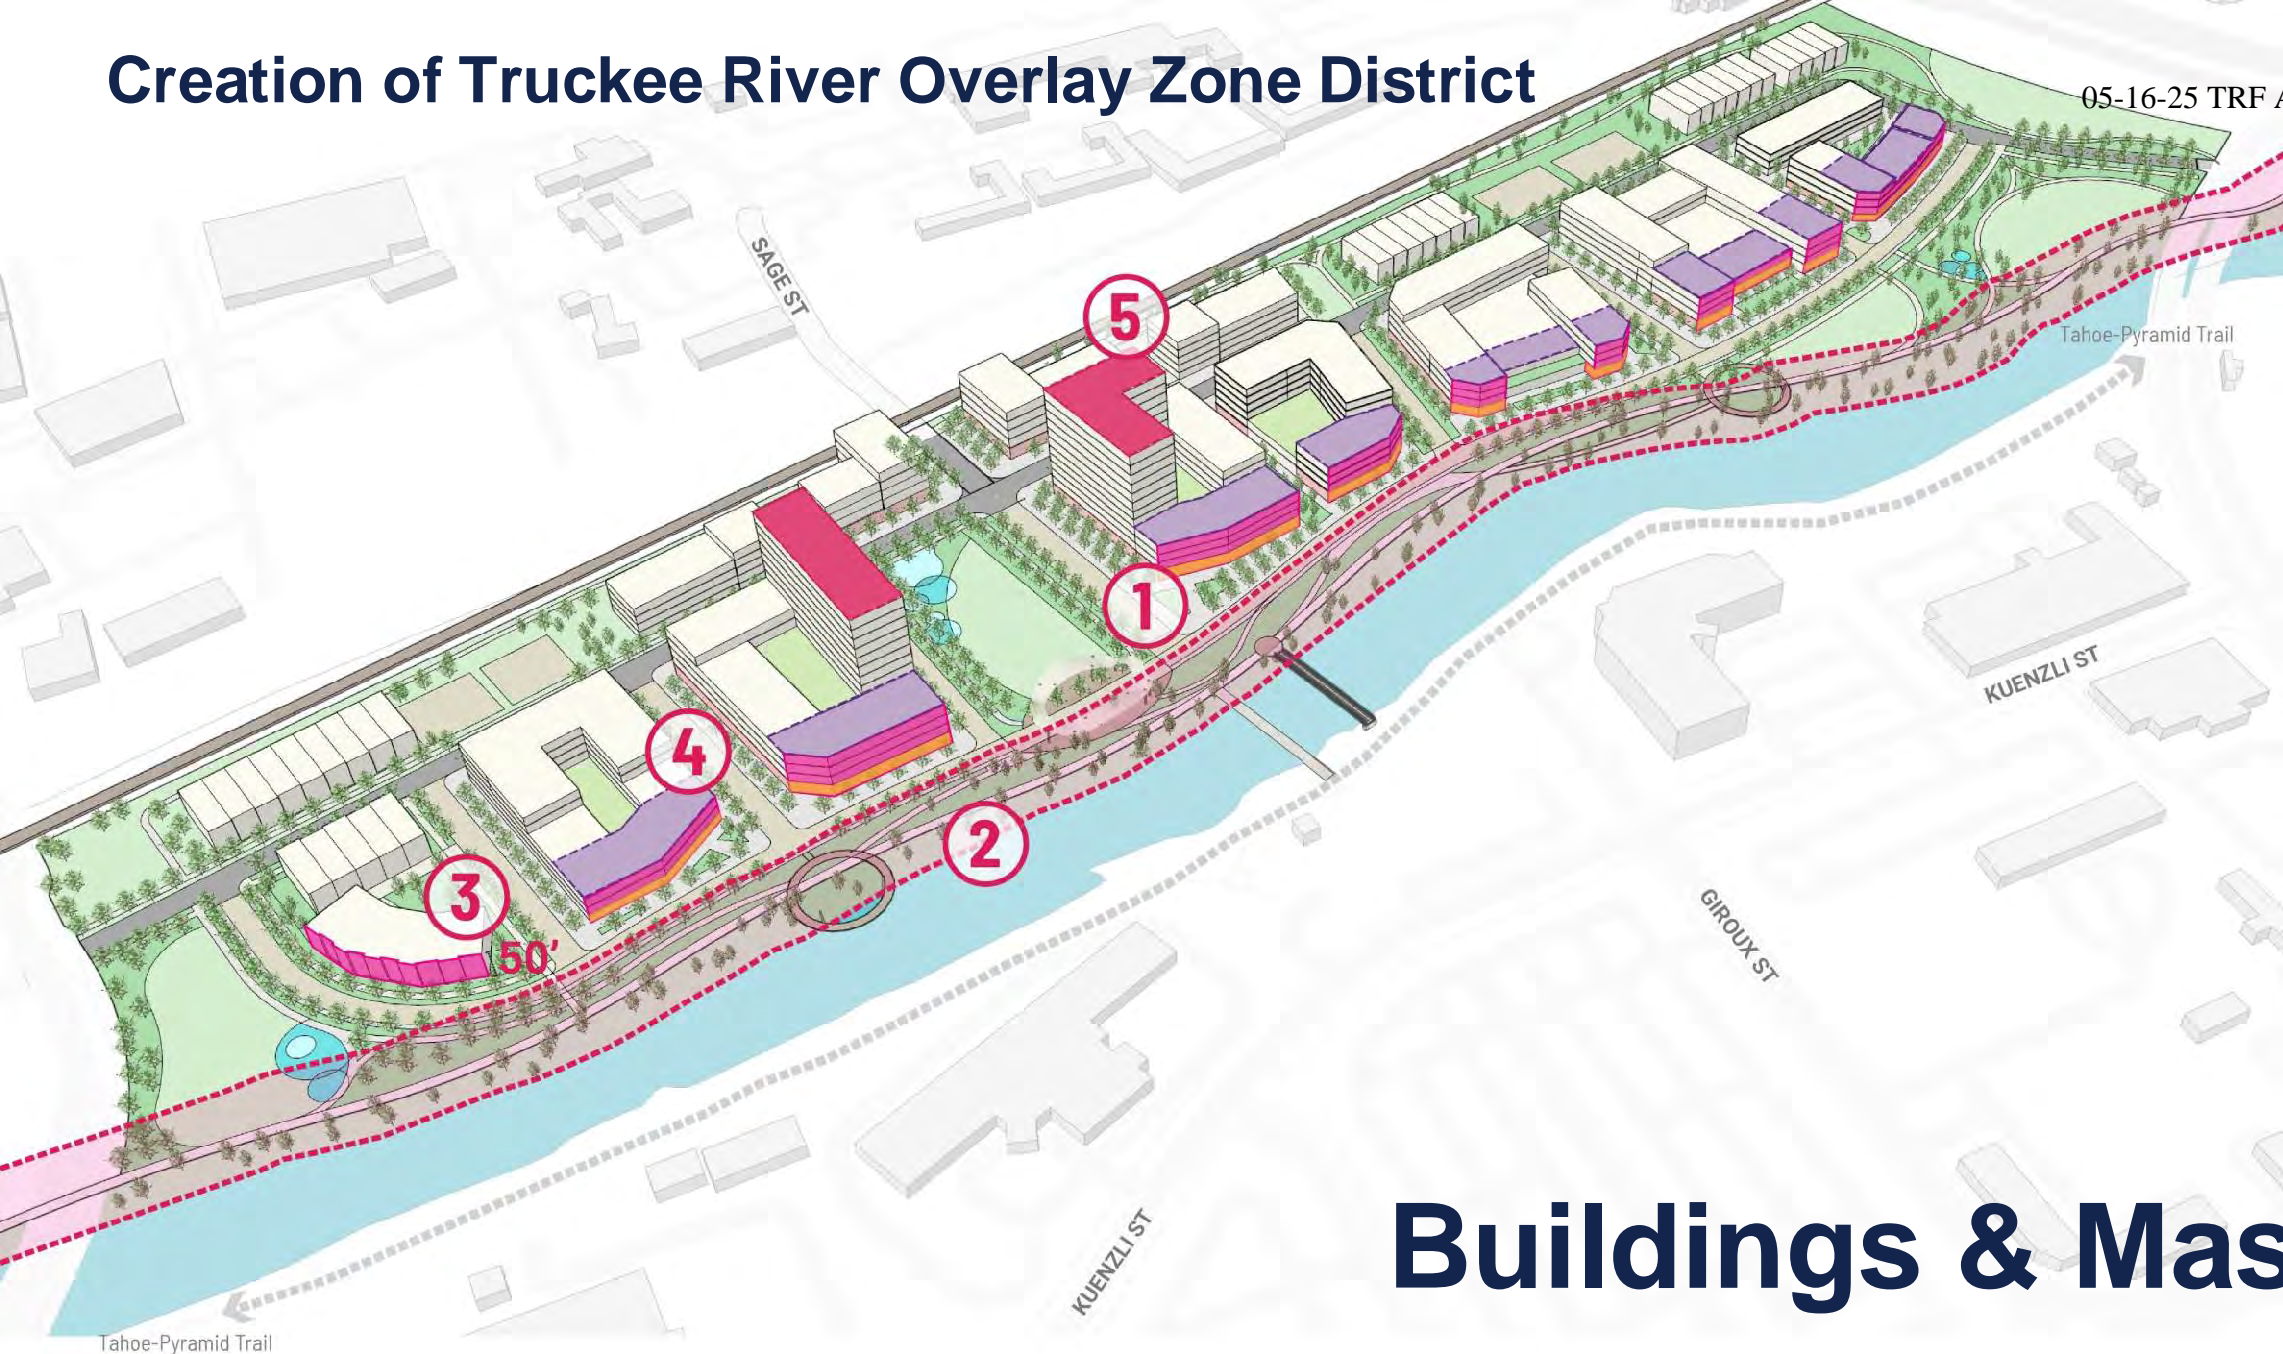 Creation of Truckee River Overlay Zone District
05-16-25 TRF A
SAGE ST
5
Tahoe-Pyramid Trail
1
KUENZLI ST
4
2
3
50'
GIROUX ST
KUENZLI ST
Buildings & Mas
Tahoe-Pyramid Trail